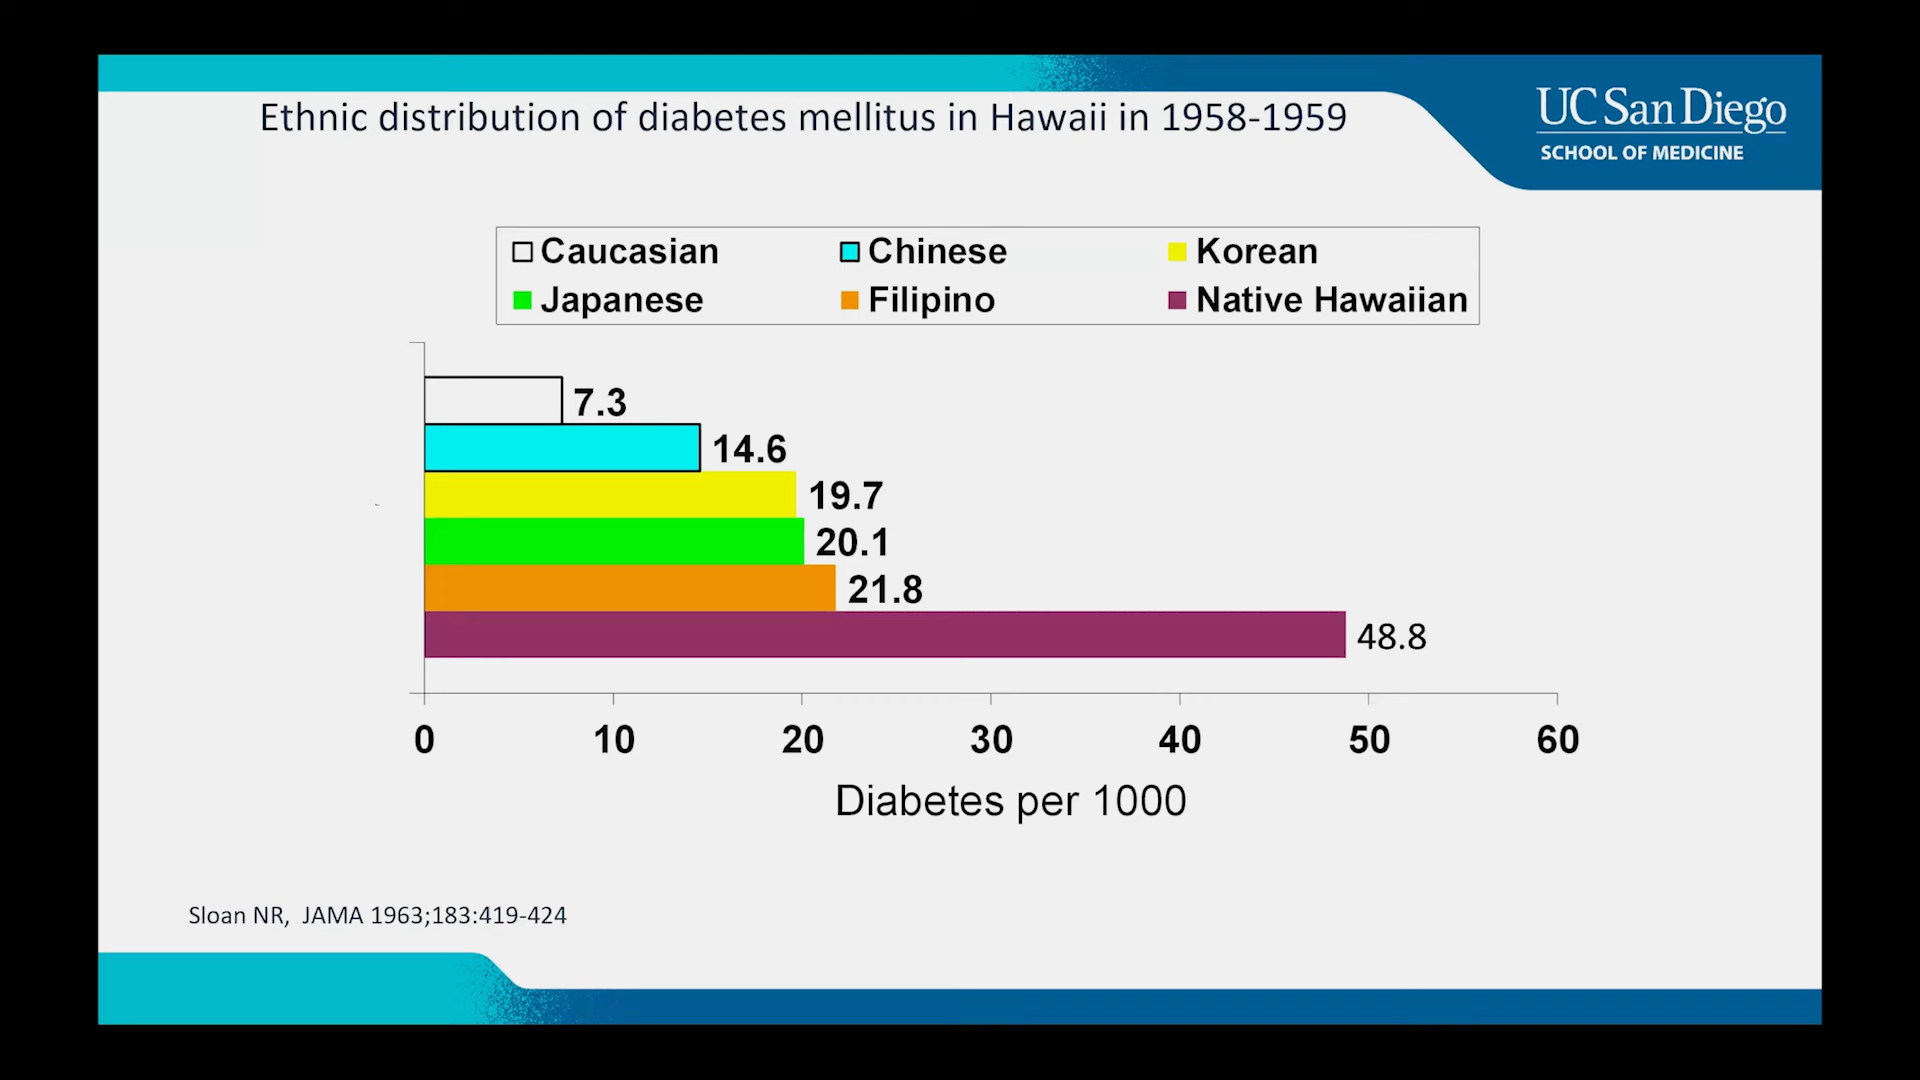 Ethnic distribution of diabetes mellitus in Hawaii in 1958-1959
UC San Diego
SCHOOL OF MEDICINE
Caucasian Chinese Korean
Japanese Filipino Native Hawaiian
7.3
14.6
19.7
20.1
21.8
48.8
0 10 20 30 40 50 60
Diabetes per 1000
Sloan NR, JAMA 1963;183:419-424